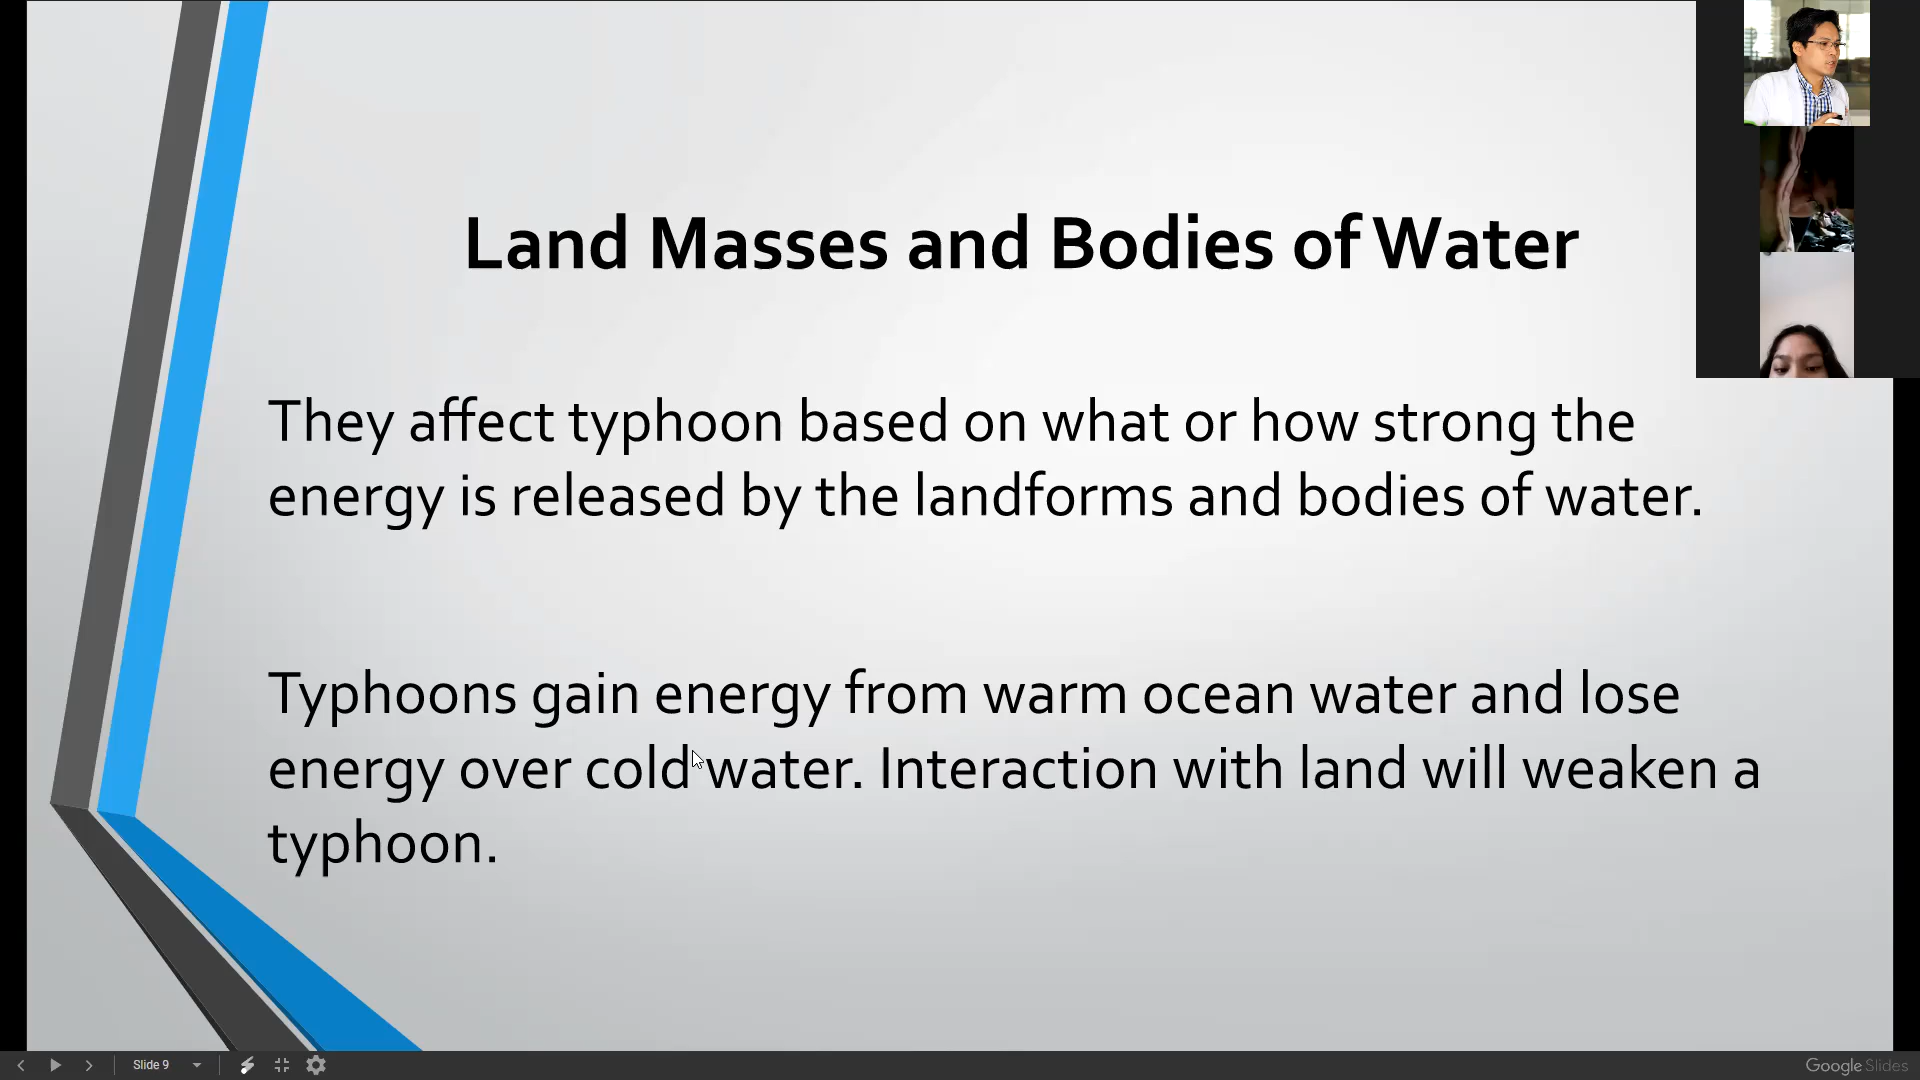 Land Masses and Bodies of Water
They affect typhoon based on what or how strong the
energy is released by the landforms and bodies of water.
Typhoons gain energy from warm ocean water and lose
energy over cold water. Interaction with land will weaken a
typhoon.
Slide 9
Google Slides